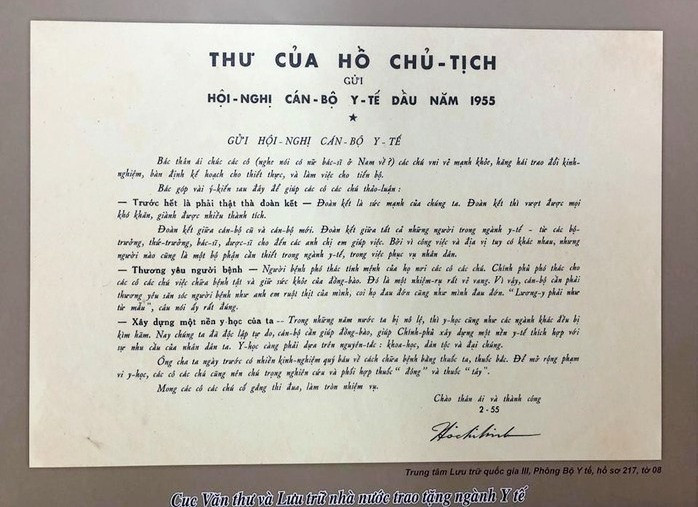 THƯ CỦA HỒ CHỦ-TỊCH
GỬI
HỘI-NGHỊ CÁN-BỘ Y-TẾ DẦU NĂM 1955
GỬI HỘI-NGHỊ CÁN-BỘ Y-TẾ
Bác thân ái chúc các cô (nghe nói có nữ bác-sĩ ở Nam về?) các chú vui vẻ mạnh khỏe, hăng hái trao đổi kinh-
nghiệm, bàn định kế hoạch cho thiết thực, và làm việc cho tiến bộ.
Bác góp vài ý-kiến sau đây để giúp các cô các chú thảo-luận :
— Trước hết là phải thật thà đoàn kết — Đoàn kết là sức mạnh của chúng ta. Đoàn kết thì vượt được mọi
khó khăn, giành được nhiều thành tích.
Đoàn kết giữa cán-bộ cũ và cán-bộ mới. Đoàn kết giữa tất cả những người trong ngành y-tế - từ các bộ-
trưởng, thứ-trưởng, bác-sĩ, dược-sĩ cho đến các anh chị em giúp việc. Bởi vì công việc và địa vị tuy có khác nhau, nhưng
người nào cũng là một bộ phận cần thiết trong ngành y-tế, trong việc phục vụ nhân dân.
— Thương yêu người bệnh — Người bệnh phó thác tính mệnh của họ nơi các cô các chú. Chính phủ phó thác cho
các cô các chú việc chữa bệnh tật và giữ sức khỏe của đồng-bào. Đó là một nhiệm-vụ rất vẻ vang. Vì vậy, cán-bộ cần phải
thương yêu săn sóc người bệnh như anh em ruột thịt của mình, coi họ đau đớn cũng như mình đau đớn. “Lương-y phải như
từ mẫu”, câu nói ấy rất đúng.
— Xây dựng một nền y-học của ta -- Trong những năm nước ta bị nô lệ, thì y-học cũng như các ngành khác đều bị
kìm hãm. Nay chúng ta đã độc lập tự do, cán-bộ cần giúp đồng-bào, giúp Chính-phủ xây dựng một nền y-tế thích hợp với
sự nhu cầu của nhân dân ta. Y-học càng phải dựa trên nguyên-tắc : khoa-học, dân tộc và đại chúng.
Ông cha ta ngày trước có nhiều kinh-nghiệm quý báu về cách chữa bệnh bằng thuốc ta, thuốc bắc. Để mở rộng phạm
vi y-học, các cô các chú cũng nên chú trọng nghiên cứu và phối hợp thuốc “ đông” và thuốc “ tây”.
Mong các cô các chú cố gắng thi đua, làm tròn nhiệm vụ.
Chào thân ái và thành công
2 - 55
Hồ Chí Minh
Trung tâm Lưu trữ quốc gia III, Phông Bộ Y tế, hồ sơ 217, tờ 08
Cục Văn thư và Lưu trữ nhà nước trao tặng ngành Y tế